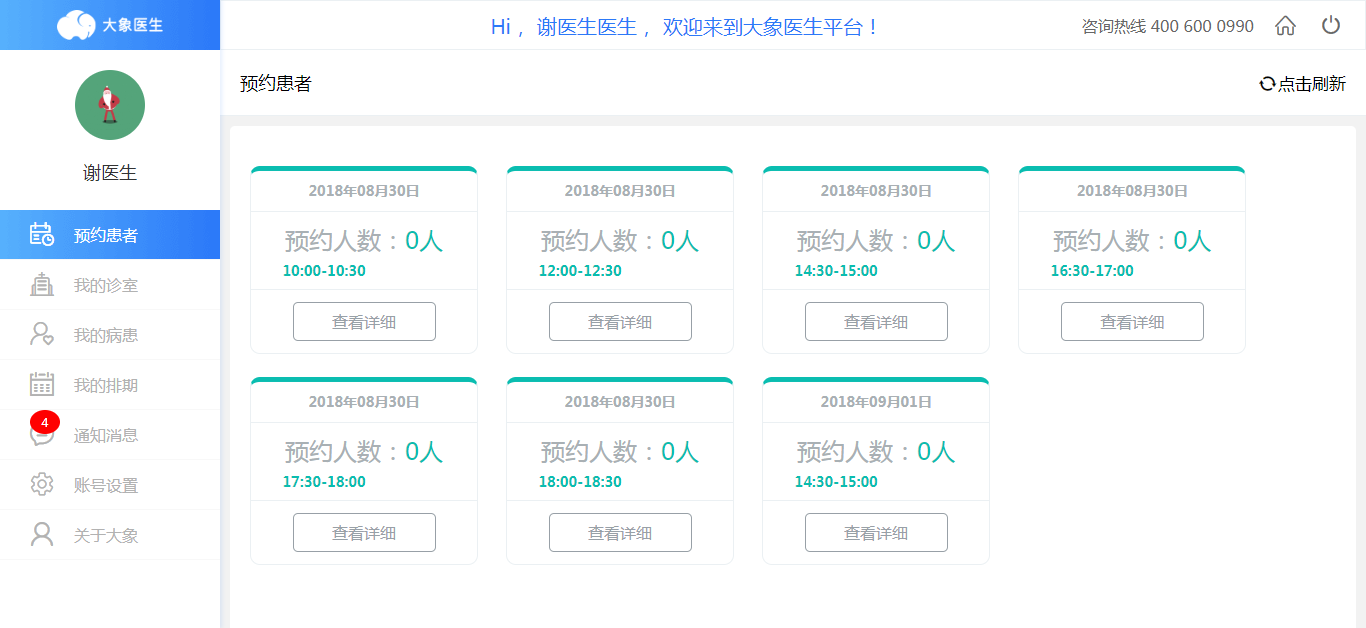 大象医生
Hi ， 谢医生医生 ， 欢迎来到大象医生平台！
咨询热线 400 600 0990
谢医生
预约患者
我的诊室
我的病患
我的排期
4
通知消息
账号设置
关于大象
预约患者
点击刷新
2018年08月30日
预约人数：0人
10:00-10:30
查看详细
2018年08月30日
预约人数：0人
12:00-12:30
查看详细
2018年08月30日
预约人数：0人
14:30-15:00
查看详细
2018年08月30日
预约人数：0人
16:30-17:00
查看详细
2018年08月30日
预约人数：0人
17:30-18:00
查看详细
2018年08月30日
预约人数：0人
18:00-18:30
查看详细
2018年09月01日
预约人数：0人
14:30-15:00
查看详细